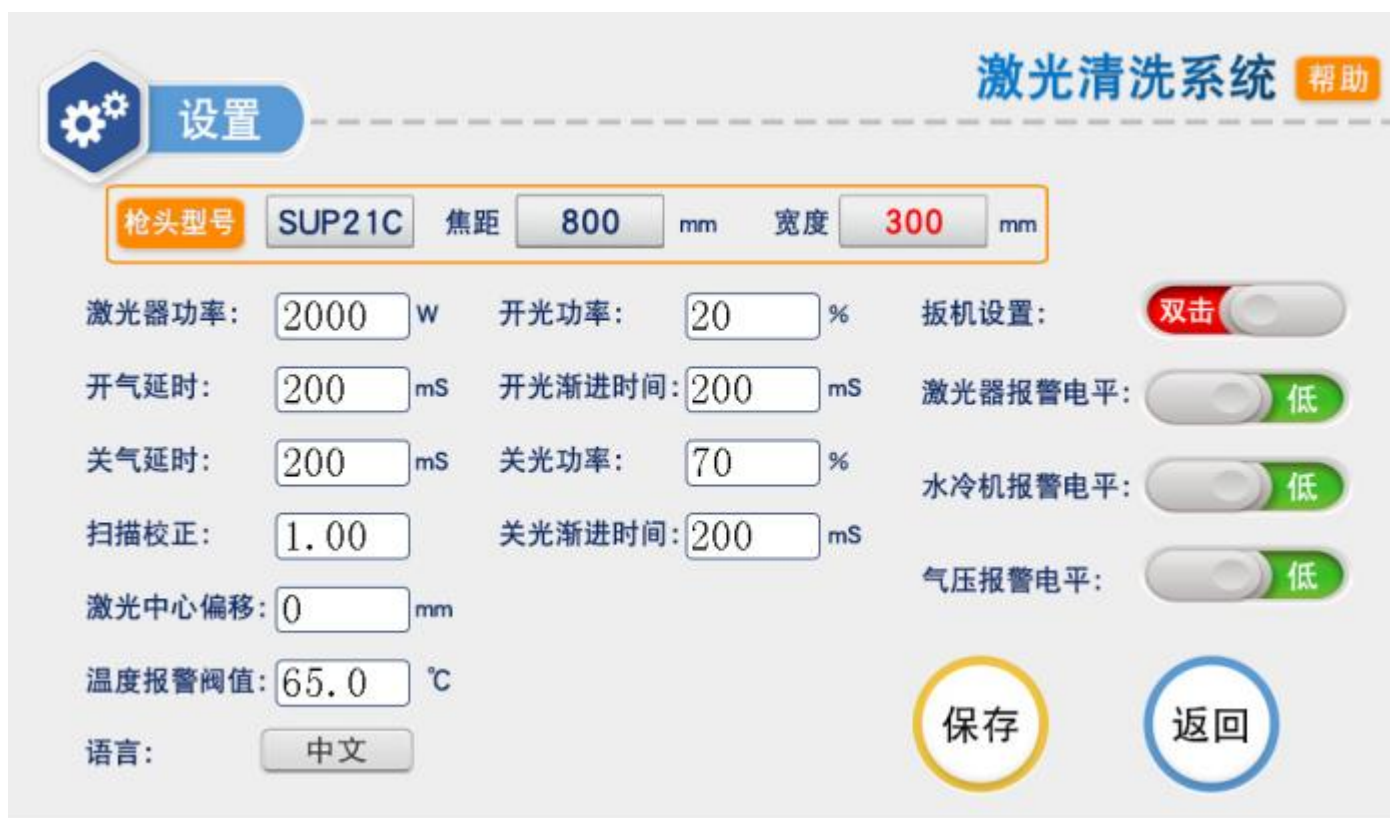 激光清洗系统 帮助
设置
枪头型号 SUP21C 焦距 800 mm 宽度 300 mm
激光器功率: 2000 W 开光功率: 20 % 扳机设置: 双击
开气延时: 200 mS 开光渐进时间: 200 mS 激光器报警电平: 低
关气延时: 200 mS 关光功率: 70 % 水冷机报警电平: 低
扫描校正: 1.00 关光渐进时间: 200 mS 气压报警电平: 低
激光中心偏移: 0 mm
温度报警阀值: 65.0 ℃
语言: 中文
保存 返回